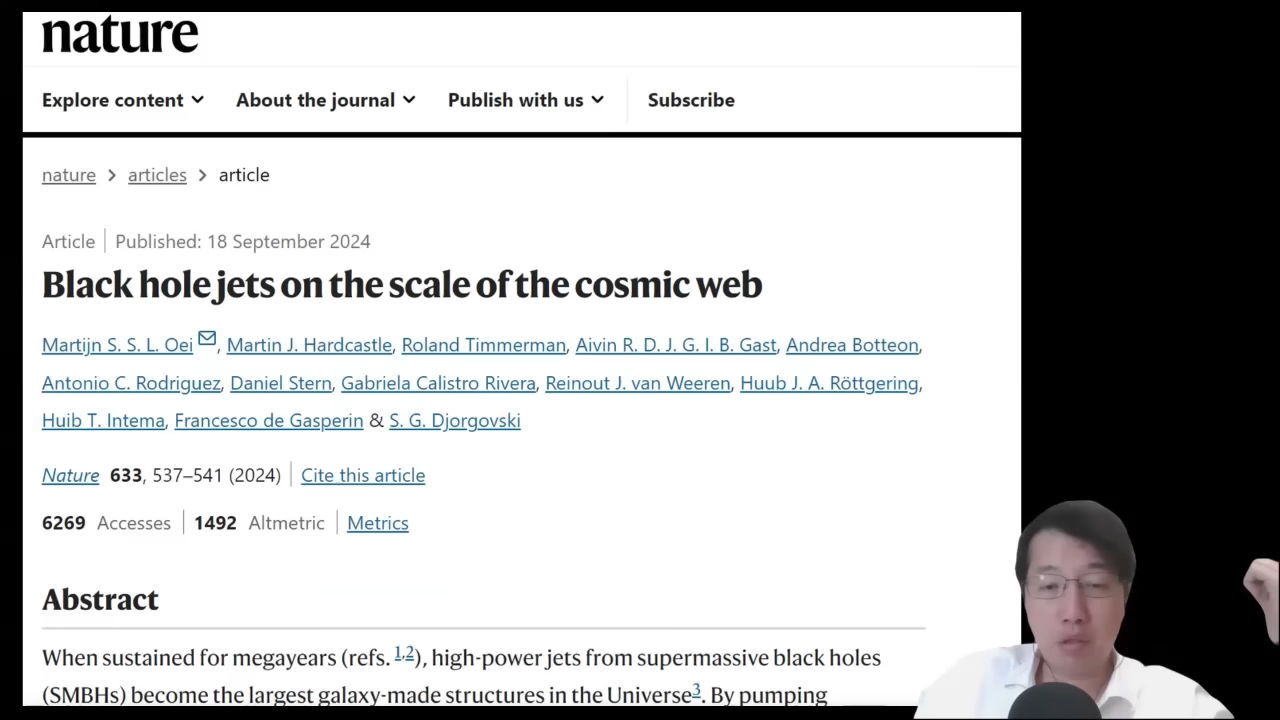 nature
Explore content About the journal Publish with us Subscribe
nature > articles > article
Article | Published: 18 September 2024
Black hole jets on the scale of the cosmic web
Martijn S. S. L. Oei, Martin J. Hardcastle, Roland Timmerman, Aivin R. D. J. G. I. B. Gast, Andrea Botteon,
Antonio C. Rodriguez, Daniel Stern, Gabriela Calistro Rivera, Reinout J. van Weeren, Huub J. A. Röttgering,
Huib T. Intema, Francesco de Gasperin & S. G. Djorgovski
Nature 633, 537–541 (2024) | Cite this article
6269 Accesses | 1492 Altmetric | Metrics
Abstract
When sustained for megayears (refs. 1,2), high-power jets from supermassive black holes
(SMBHs) become the largest galaxy-made structures in the Universe3. By pumping